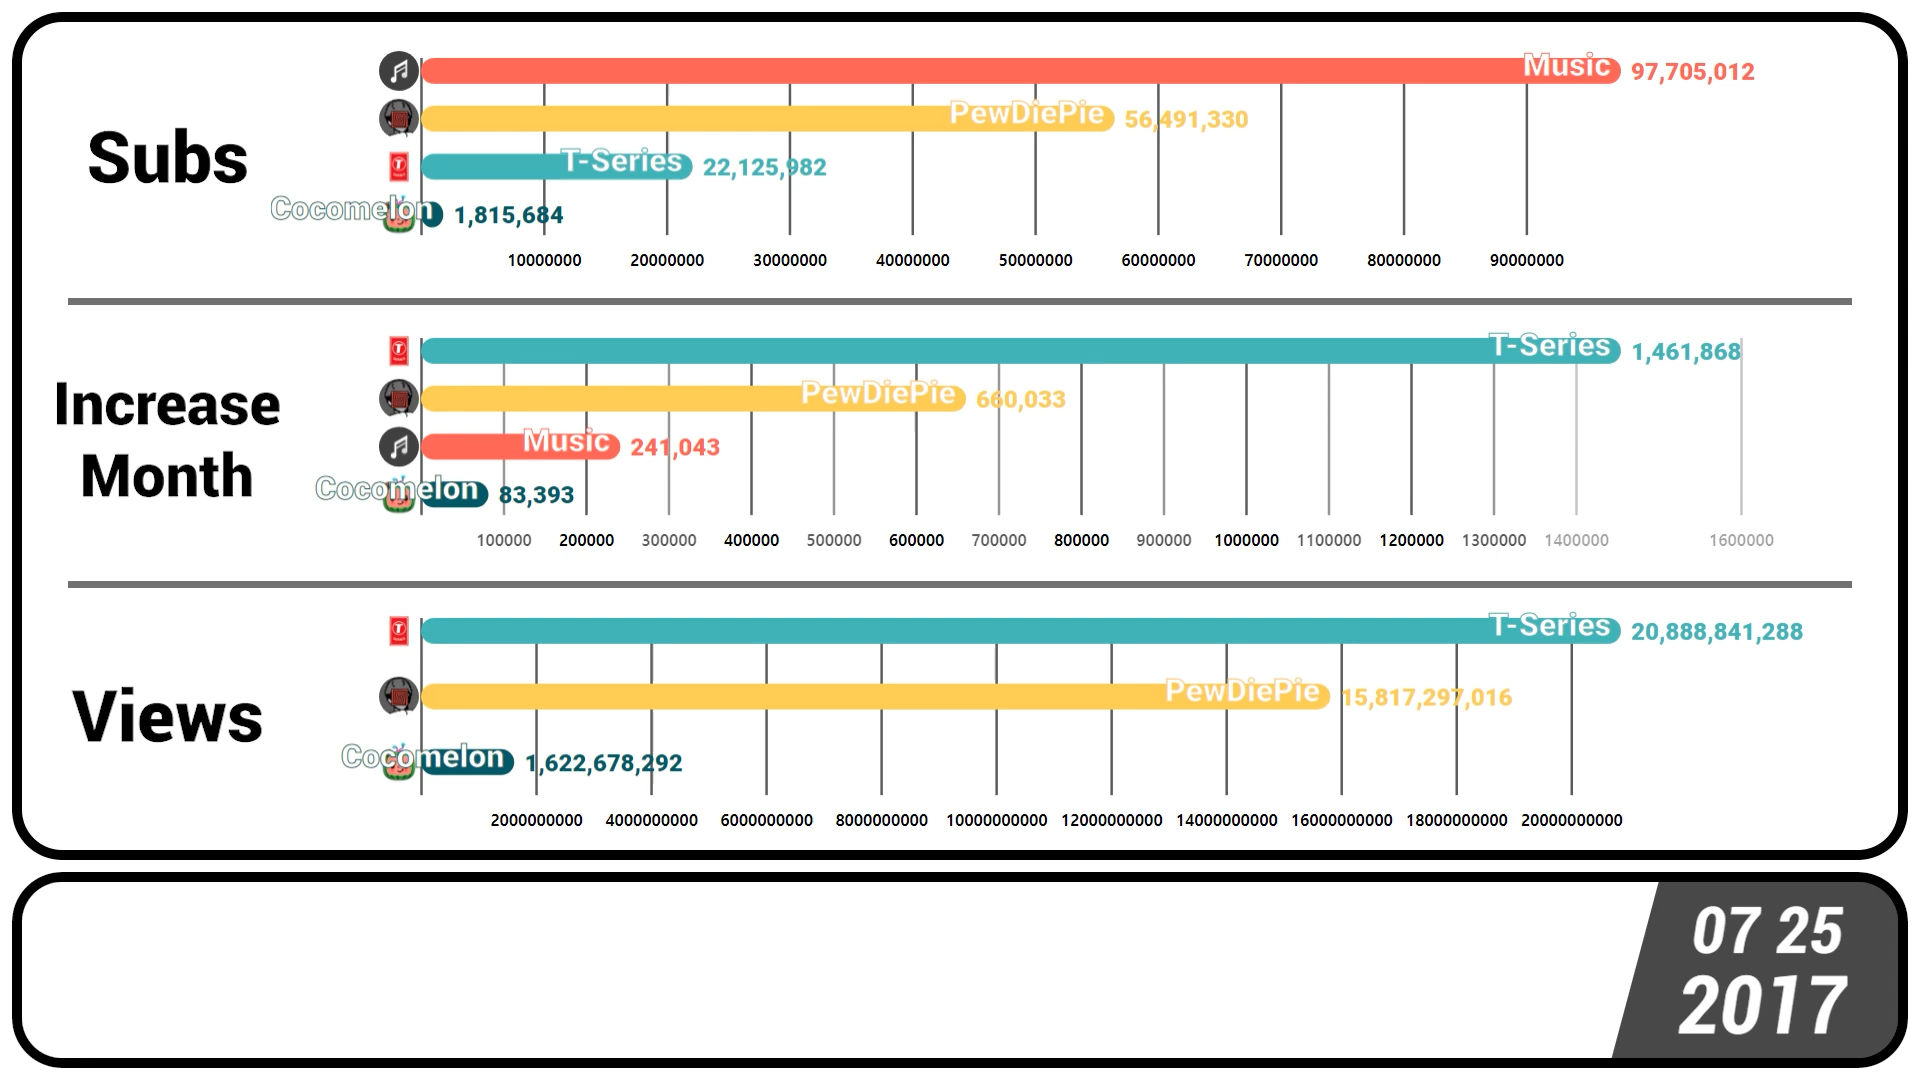 Music 97,705,012
PewDiePie 56,491,330
Subs
T-Series 22,125,982
Cocomelon 1,815,684
10000000 20000000 30000000 40000000 50000000 60000000 70000000 80000000 90000000
T-Series 1,461,868
Increase
Month
PewDiePie 660,033
Music 241,043
Cocomelon 83,393
100000 200000 300000 400000 500000 600000 700000 800000 900000 1000000 1100000 1200000 1300000 1400000 1600000
T-Series 20,888,841,288
Views
PewDiePie 15,817,297,016
Cocomelon 1,622,678,292
2000000000 4000000000 6000000000 8000000000 10000000000 12000000000 14000000000 16000000000 18000000000 20000000000
07 25
2017